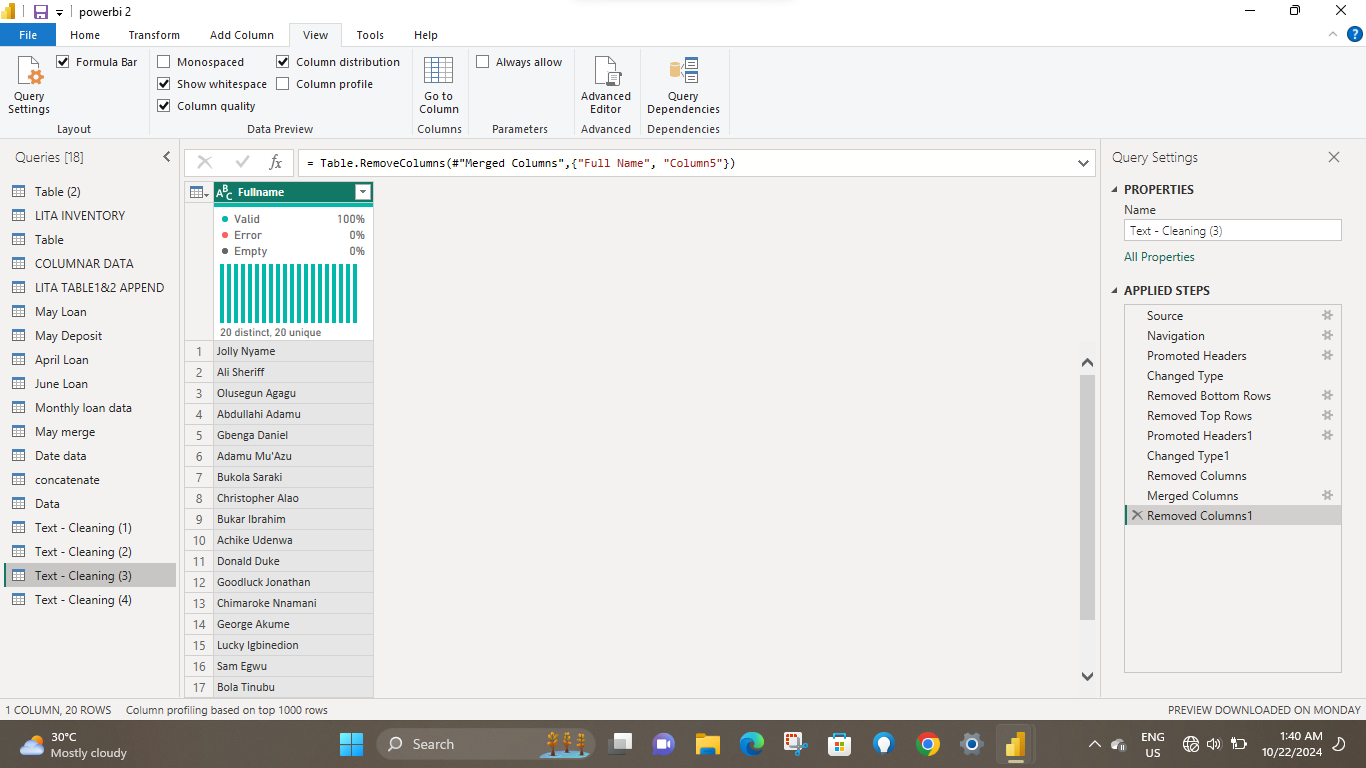 powerbi 2
File Home Transform Add Column View Tools Help
Formula Bar
Monospaced
Column distribution
Always allow
Show whitespace
Column profile
Column quality
Query Settings
Go to Column
Advanced Editor
Query Dependencies
Layout Data Preview Columns Parameters Advanced Dependencies
Queries [18]
Table (2)
LITA INVENTORY
Table
COLUMNAR DATA
LITA TABLE1&2 APPEND
May Loan
May Deposit
April Loan
June Loan
Monthly loan data
May merge
Date data
concatenate
Data
Text - Cleaning (1)
Text - Cleaning (2)
Text - Cleaning (3)
Text - Cleaning (4)
fx
= Table.RemoveColumns(#"Merged Columns",{"Full Name", "Column5"})
ABC Fullname
Valid 100%
Error 0%
Empty 0%
20 distinct, 20 unique
1 Jolly Nyame
2 Ali Sheriff
3 Olusegun Agagu
4 Abdullahi Adamu
5 Gbenga Daniel
6 Adamu Mu'Azu
7 Bukola Saraki
8 Christopher Alao
9 Bukar Ibrahim
10 Achike Udenwa
11 Donald Duke
12 Goodluck Jonathan
13 Chimaroke Nnamani
14 George Akume
15 Lucky Igbinedion
16 Sam Egwu
17 Bola Tinubu
Query Settings
PROPERTIES
Name
Text - Cleaning (3)
All Properties
APPLIED STEPS
Source
Navigation
Promoted Headers
Changed Type
Removed Bottom Rows
Removed Top Rows
Promoted Headers1
Changed Type1
Removed Columns
Merged Columns
Removed Columns1
1 COLUMN, 20 ROWS Column profiling based on top 1000 rows
PREVIEW DOWNLOADED ON MONDAY
30°C
Mostly cloudy
Search
ENG
US
1:40 AM
10/22/2024